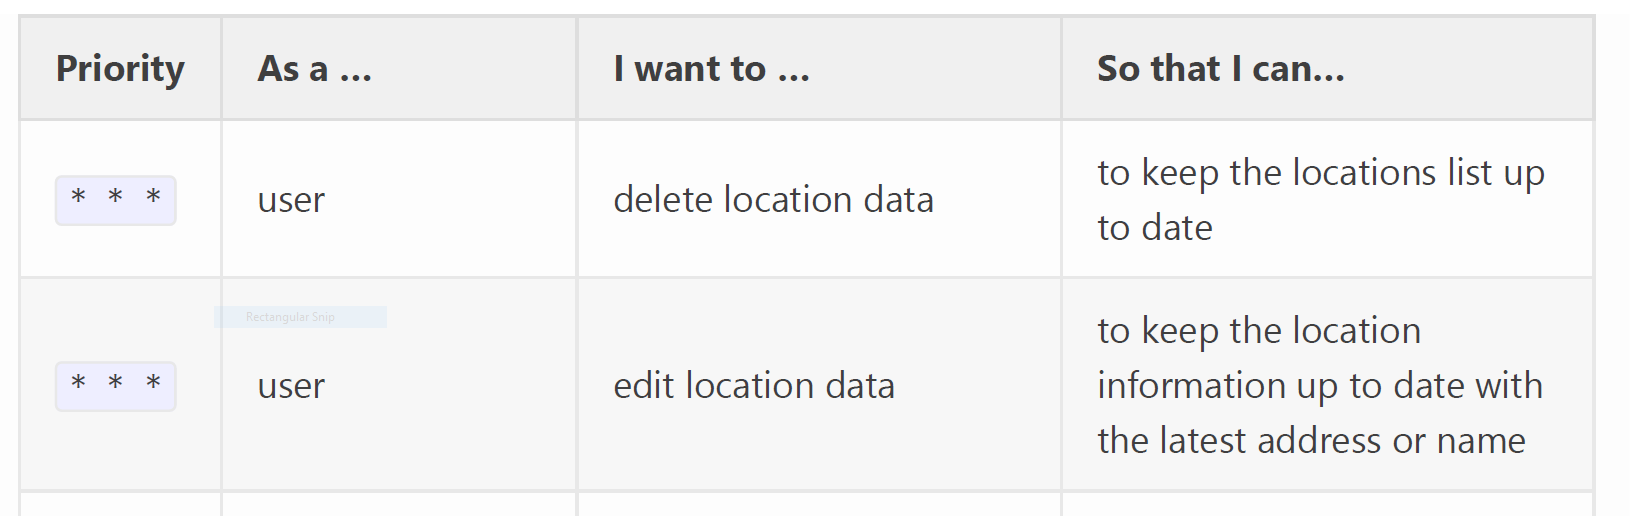 Priority As a ... I want to ... So that I can...
* * * user delete location data to keep the locations list up
to date
Rectangular Snip
* * * user edit location data to keep the location
information up to date with
the latest address or name